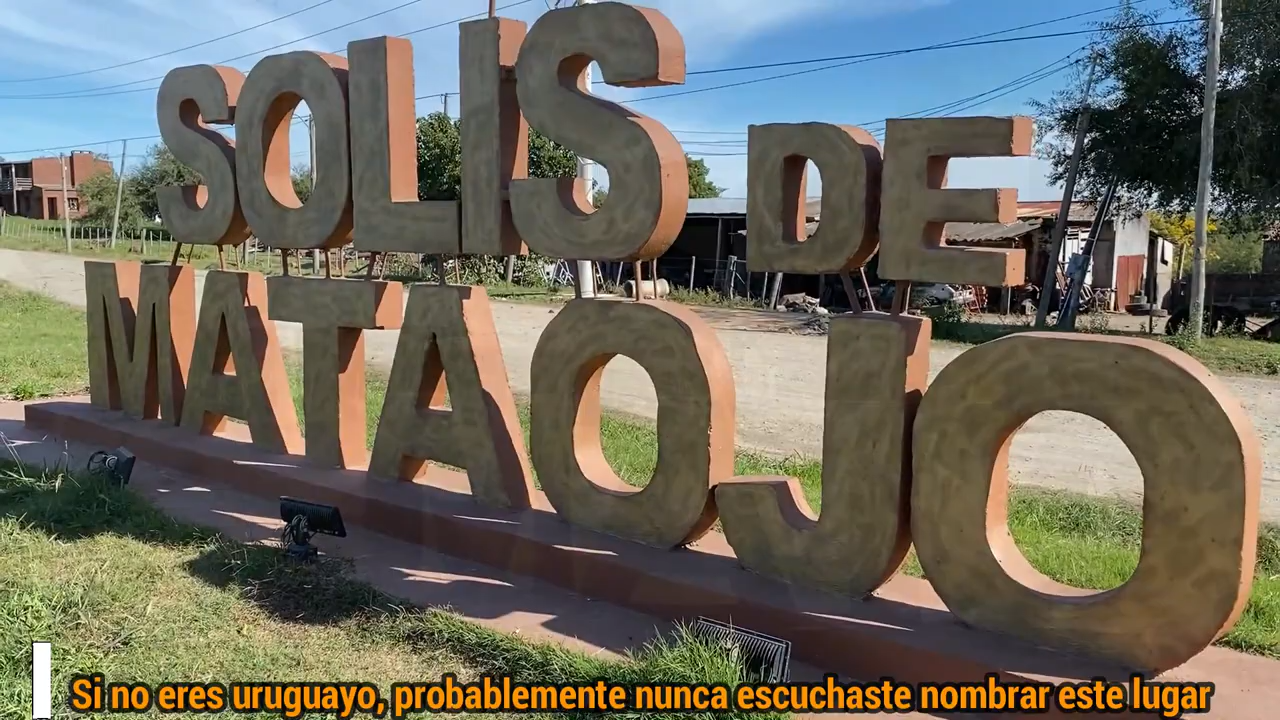 SOLIS DE
MATAOJO
Si no eres uruguayo, probablemente nunca escuchaste nombrar este lugar